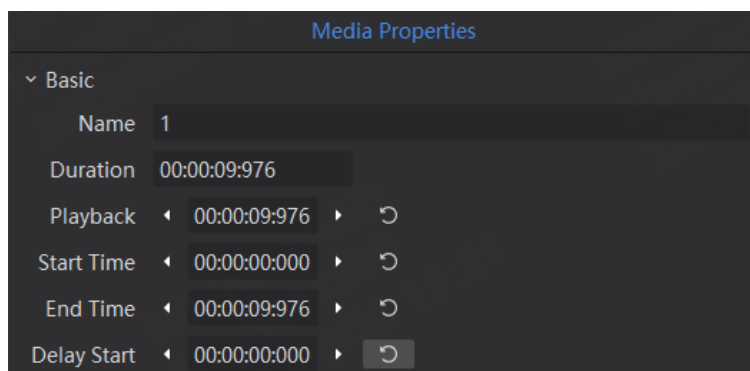 Media Properties
Basic
Name 1
Duration 00:00:09:976
Playback 00:00:09:976
Start Time 00:00:00:000
End Time 00:00:09:976
Delay Start 00:00:00:000